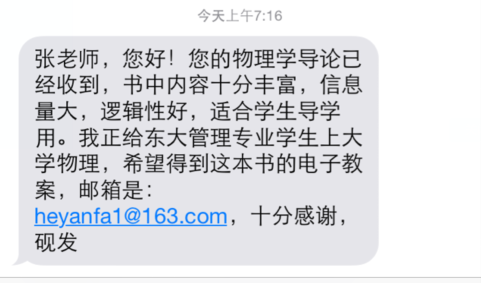 今天上午7:16
张老师，您好！您的物理学导论已
经收到，书中内容十分丰富，信息
量大，逻辑性好，适合学生导学
用。我正给东大管理专业学生上大
学物理，希望得到这本书的电子教
案，邮箱是：
heyanfa1@163.com，十分感谢，
砚发